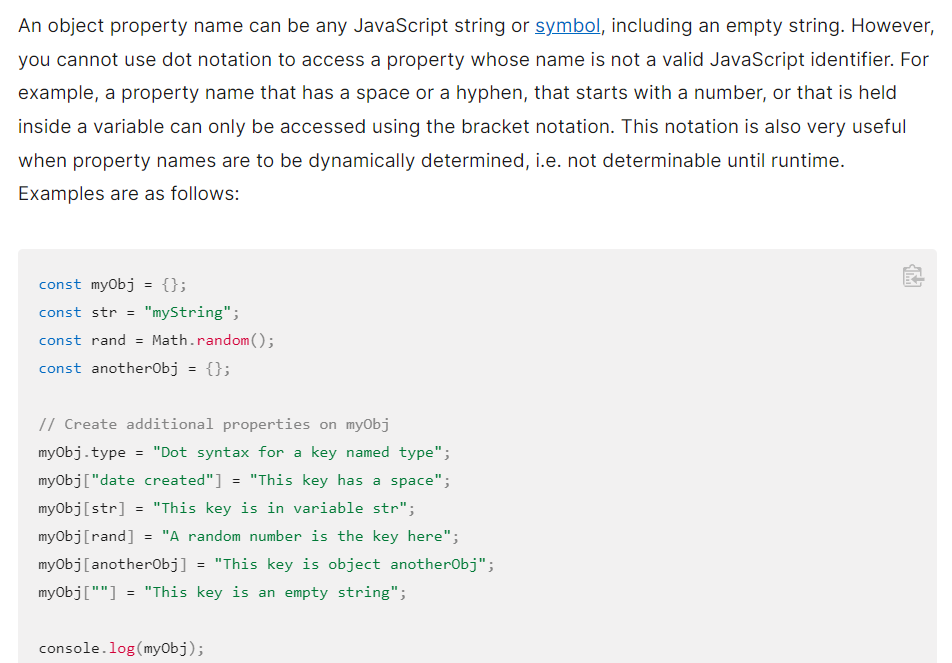 An object property name can be any JavaScript string or symbol, including an empty string. However,
you cannot use dot notation to access a property whose name is not a valid JavaScript identifier. For
example, a property name that has a space or a hyphen, that starts with a number, or that is held
inside a variable can only be accessed using the bracket notation. This notation is also very useful
when property names are to be dynamically determined, i.e. not determinable until runtime.
Examples are as follows:
const myObj = {};
const str = "myString";
const rand = Math.random();
const anotherObj = {};
// Create additional properties on myObj
myObj.type = "Dot syntax for a key named type";
myObj["date created"] = "This key has a space";
myObj[str] = "This key is in variable str";
myObj[rand] = "A random number is the key here";
myObj[anotherObj] = "This key is object anotherObj";
myObj[""] = "This key is an empty string";
console.log(myObj);